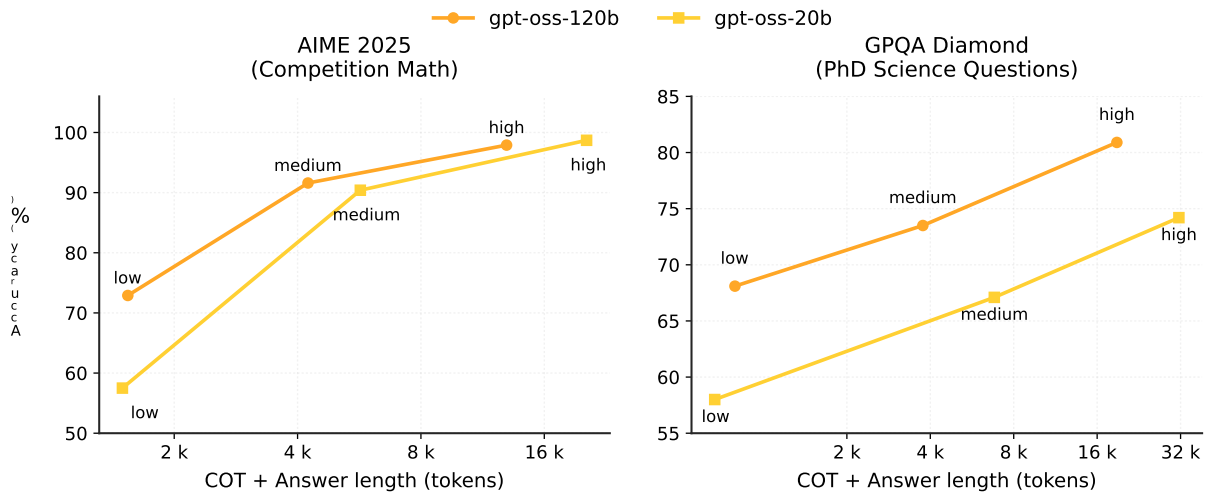 gpt-oss-120b
gpt-oss-20b
AIME 2025
(Competition Math)
Accuracy (%)
100
90
80
70
60
50
low
medium
high
low
medium
high
2 k
4 k
8 k
16 k
COT + Answer length (tokens)
GPQA Diamond
(PhD Science Questions)
85
80
75
70
65
60
55
low
medium
high
low
medium
high
2 k
4 k
8 k
16 k
32 k
COT + Answer length (tokens)